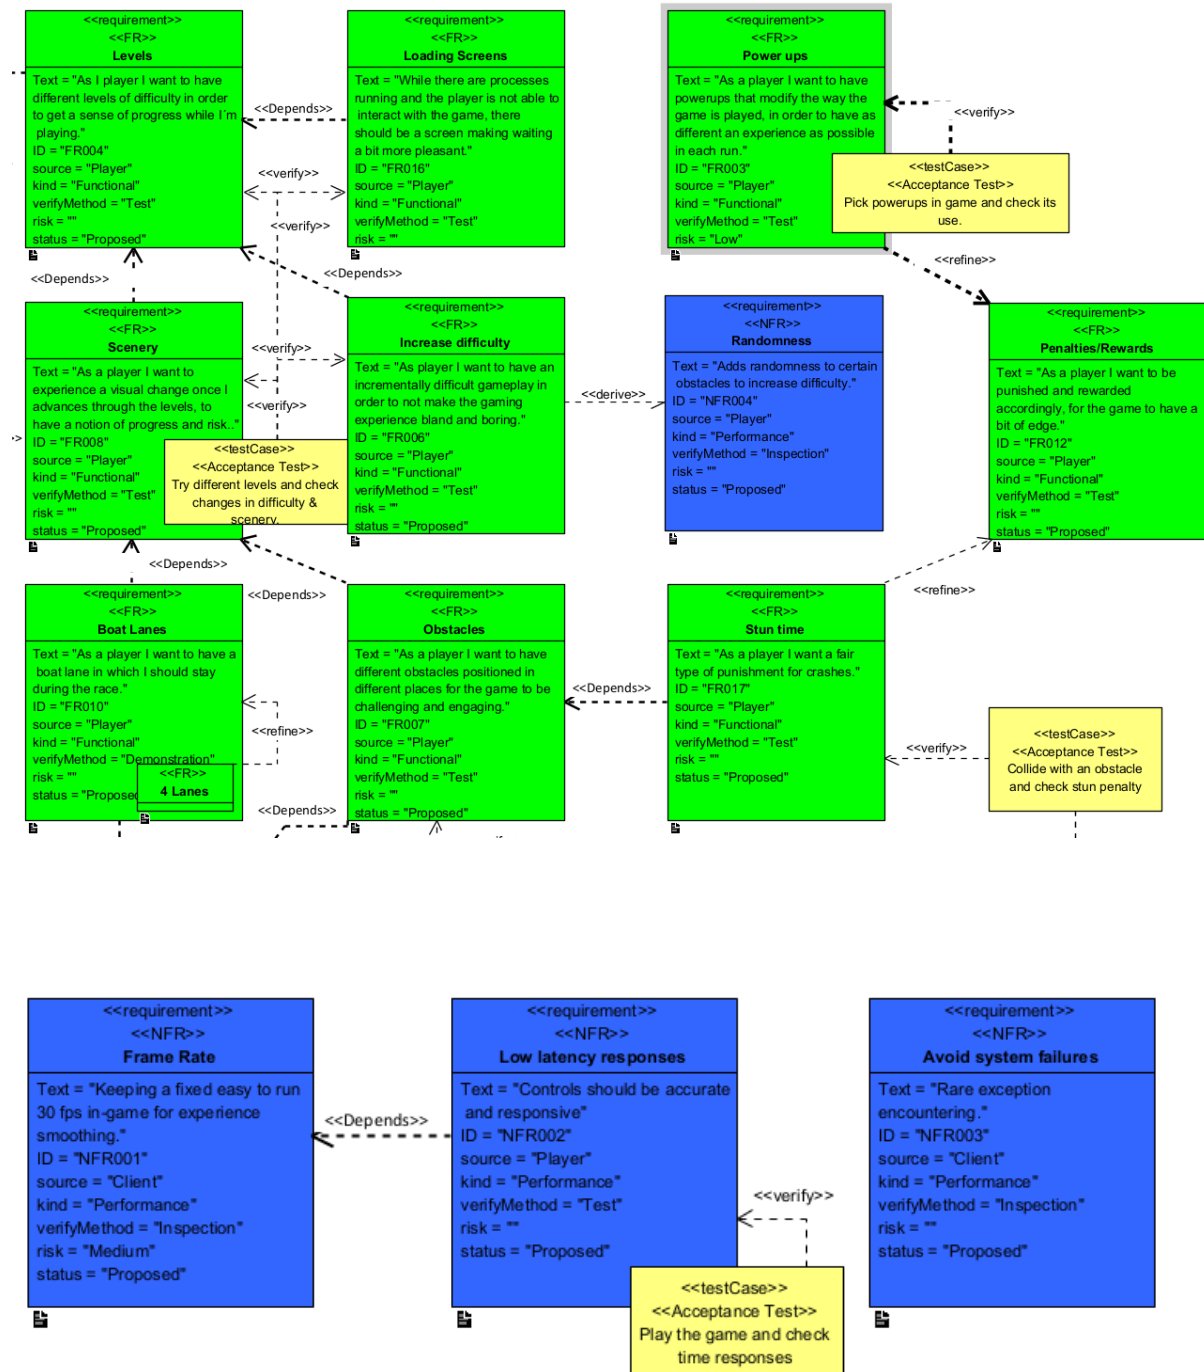 <<requirement>>
<<FR>>
Levels
Text = "As I player I want to have
different levels of difficulty in order
to get a sense of progress while I´m
playing."
ID = "FR004"
source = "Player"
kind = "Functional"
verifyMethod = "Test"
risk = ""
status = "Proposed"
<<Depends>>
<<requirement>>
<<FR>>
Loading Screens
Text = "While there are processes
running and the player is not able to
interact with the game, there
should be a screen making waiting
a bit more pleasant."
ID = "FR016"
source = "Player"
kind = "Functional"
verifyMethod = "Test"
risk = ""
<<verify>>
<<verify>>
<<requirement>>
<<FR>>
Power ups
Text = "As a player I want to have
powerups that modify the way the
game is played, in order to have as
different an experience as possible
in each run."
ID = "FR003"
source = "Player"
kind = "Functional"
verifyMethod = "Test"
risk = "Low"
<<verify>>
<<testCase>>
<<Acceptance Test>>
Pick powerups in game and check its
use.
<<refine>>
<<Depends>>
<<Depends>>
<<requirement>>
<<FR>>
Scenery
Text = "As a player I want to
experience a visual change once I
advances through the levels, to
have a notion of progress and risk.."
ID = "FR008"
source = "Player"
kind = "Functional"
verifyMethod = "Test"
risk = ""
status = "Proposed"
<<verify>>
<<verify>>
<<testCase>>
<<Acceptance Test>>
Try different levels and check
changes in difficulty &
scenery.
<<requirement>>
<<FR>>
Increase difficulty
Text = "As a player I want to have an
incrementally difficult gameplay in
order to not make the gaming
experience bland and boring."
ID = "FR006"
source = "Player"
kind = "Functional"
verifyMethod = "Test"
risk = ""
status = "Proposed"
<<derive>>
<<requirement>>
<<NFR>>
Randomness
Text = "Adds randomness to certain
obstacles to increase difficulty."
ID = "NFR004"
source = "Player"
kind = "Performance"
verifyMethod = "Inspection"
risk = ""
status = "Proposed"
<<requirement>>
<<FR>>
Penalties/Rewards
Text = "As a player I want to be
punished and rewarded
accordingly, for the game to have a
bit of edge."
ID = "FR012"
source = "Player"
kind = "Functional"
verifyMethod = "Test"
risk = ""
status = "Proposed"
<<Depends>>
<<Depends>>
<<refine>>
<<requirement>>
<<FR>>
Boat Lanes
Text = "As a player I want to have a
boat lane in which I should stay
during the race."
ID = "FR010"
source = "Player"
kind = "Functional"
verifyMethod = "Demonstration"
risk = ""
status = "Proposed
<<FR>>
4 Lanes
<<refine>>
<<Depends>>
<<requirement>>
<<FR>>
Obstacles
Text = "As a player I want to have
different obstacles positioned in
different places for the game to be
challenging and engaging."
ID = "FR007"
source = "Player"
kind = "Functional"
verifyMethod = "Test"
risk = ""
status = "Proposed"
<<Depends>>
<<requirement>>
<<FR>>
Stun time
Text = "As a player I want a fair
type of punishment for crashes."
ID = "FR017"
source = "Player"
kind = "Functional"
verifyMethod = "Test"
risk = ""
status = "Proposed"
<<verify>>
<<testCase>>
<<Acceptance Test>>
Collide with an obstacle
and check stun penalty
<<requirement>>
<<NFR>>
Frame Rate
Text = "Keeping a fixed easy to run
30 fps in-game for experience
smoothing."
ID = "NFR001"
source = "Client"
kind = "Performance"
verifyMethod = "Inspection"
risk = "Medium"
status = "Proposed"
<<Depends>>
<<requirement>>
<<NFR>>
Low latency responses
Text = "Controls should be accurate
and responsive"
ID = "NFR002"
source = "Player"
kind = "Performance"
verifyMethod = "Test"
risk = ""
status = "Proposed"
<<verify>>
<<testCase>>
<<Acceptance Test>>
Play the game and check
time responses
<<requirement>>
<<NFR>>
Avoid system failures
Text = "Rare exception
encountering."
ID = "NFR003"
source = "Client"
kind = "Performance"
verifyMethod = "Inspection"
risk = ""
status = "Proposed"